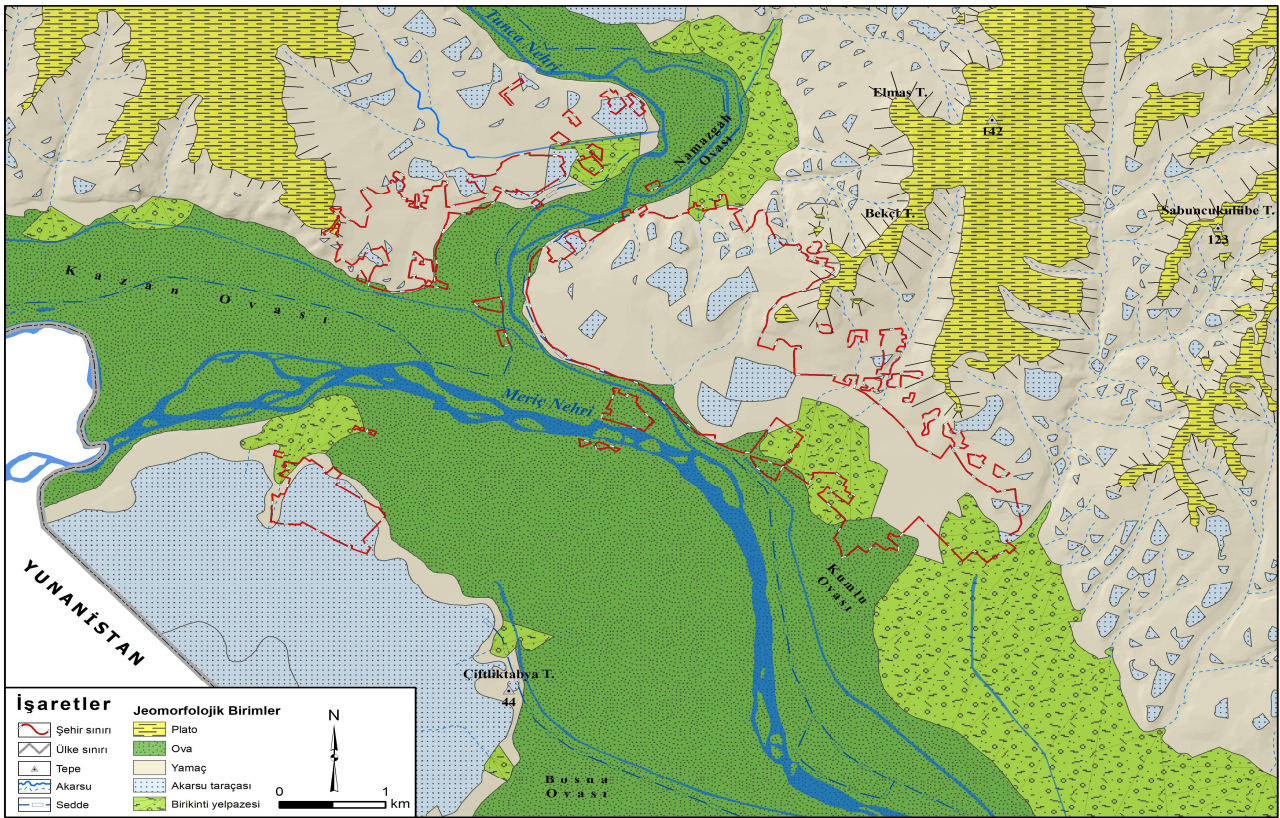 Tunca Nehri
Elmaş T.
142
Namazgah
Ovası
Bekçi T.
Sabuncukulübe T.
123
Kazan Ovası
Meriç Nehri
Kumlu
Ovası
YUNANİSTAN
Çiftliktabya T.
44
Bosna
Ovası
İşaretler
Şehir sınırı
Ülke sınırı
Tepe
Akarsu
Sedde
Jeomorfolojik Birimler
Plato
Ova
Yamaç
Akarsu taraçası
Birikinti yelpazesi
N
0 1
km